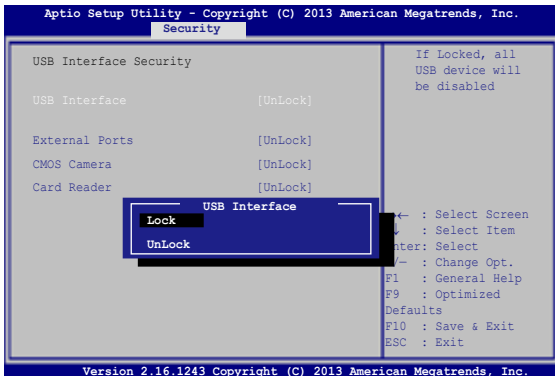 Aptio Setup Utility - Copyright (C) 2013 American Megatrends, Inc.
Security
USB Interface Security
USB Interface [UnLock]
External Ports [UnLock]
CMOS Camera [UnLock]
Card Reader [UnLock]
USB Interface
Lock
UnLock
If Locked, all
USB device will
be disabled
→← : Select Screen
↓ : Select Item
nter: Select
/— : Change Opt.
F1 : General Help
F9 : Optimized
Defaults
F10 : Save & Exit
ESC : Exit
Version 2.16.1243 Copyright (C) 2013 American Megatrends, Inc.